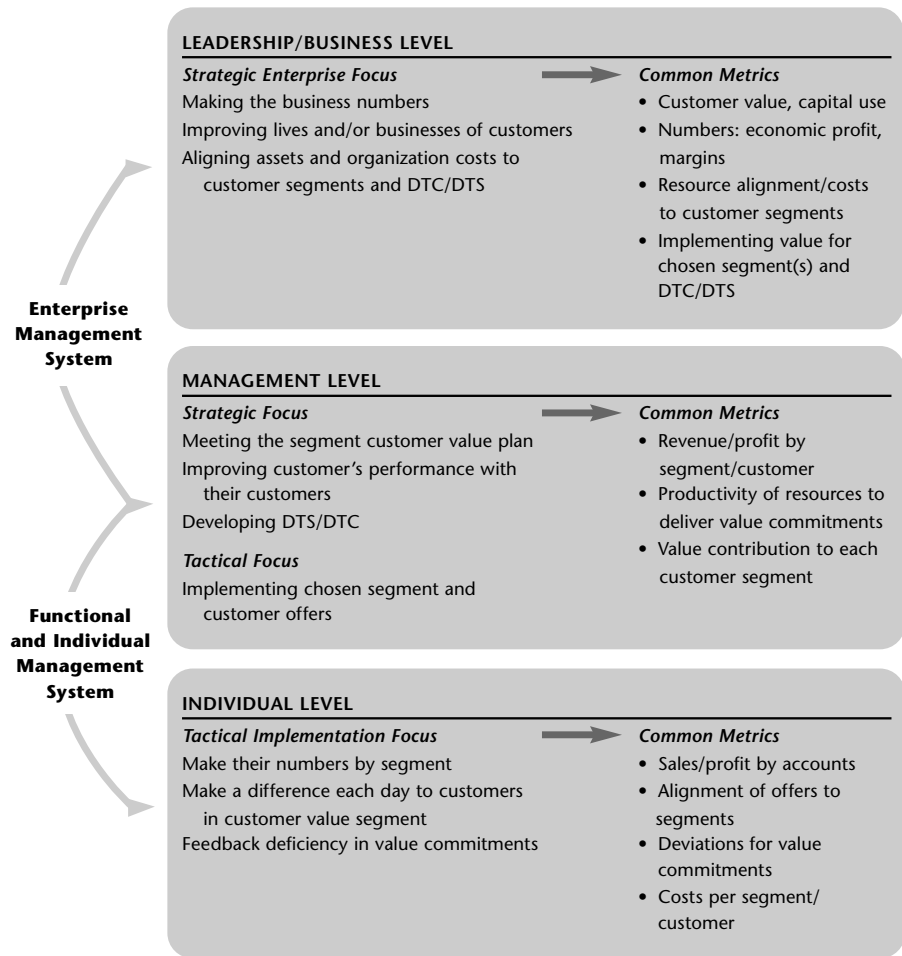 LEADERSHIP/BUSINESS LEVEL
Strategic Enterprise Focus
Making the business numbers
Improving lives and/or businesses of customers
Aligning assets and organization costs to
customer segments and DTC/DTS
Common Metrics
• Customer value, capital use
• Numbers: economic profit,
margins
• Resource alignment/costs
to customer segments
• Implementing value for
chosen segment(s) and
DTC/DTS
Enterprise
Management
System
MANAGEMENT LEVEL
Strategic Focus
Meeting the segment customer value plan
Improving customer’s performance with
their customers
Developing DTS/DTC
Tactical Focus
Implementing chosen segment and
customer offers
Common Metrics
• Revenue/profit by
segment/customer
• Productivity of resources to
deliver value commitments
• Value contribution to each
customer segment
Functional
and Individual
Management
System
INDIVIDUAL LEVEL
Tactical Implementation Focus
Make their numbers by segment
Make a difference each day to customers
in customer value segment
Feedback deficiency in value commitments
Common Metrics
• Sales/profit by accounts
• Alignment of offers to
segments
• Deviations for value
commitments
• Costs per segment/
customer